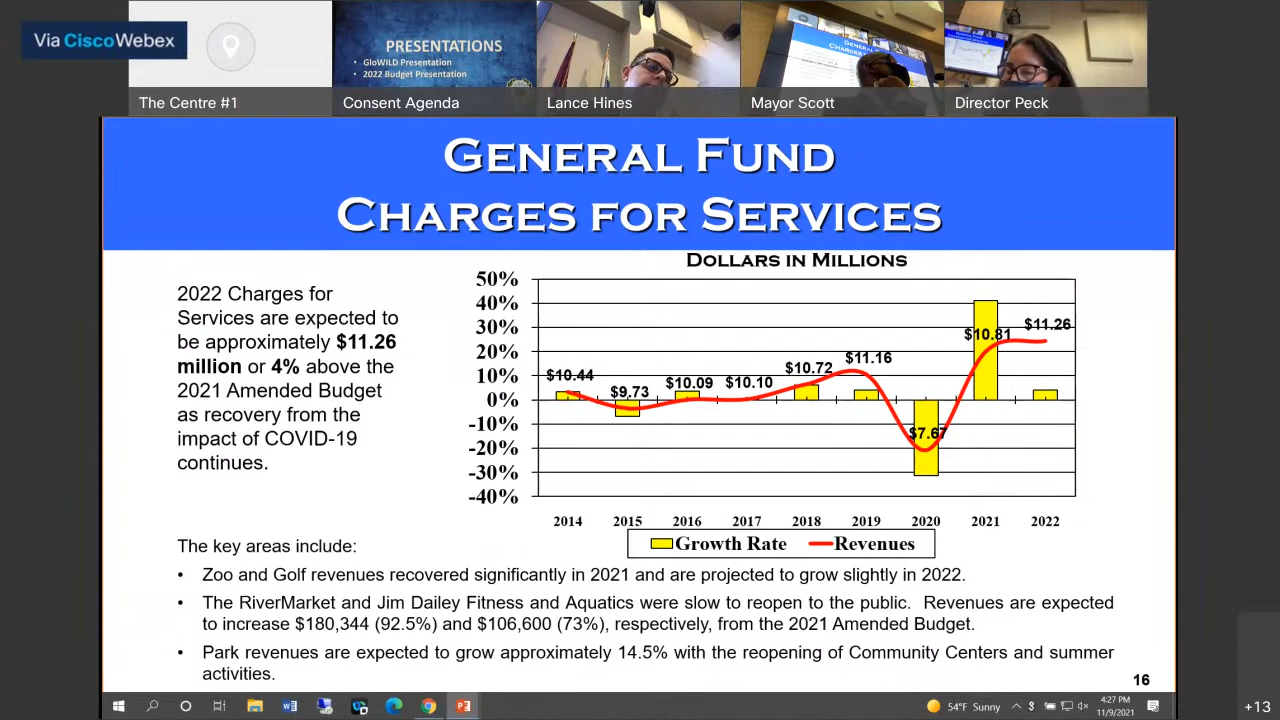 Via CiscoWebex
PRESENTATIONS
• GloWILD Presentation
• 2022 Budget Presentation
The Centre #1
Consent Agenda
Lance Hines
Mayor Scott
Director Peck
GENERAL FUND
CHARGES FOR SERVICES
2022 Charges for
Services are expected to
be approximately $11.26
million or 4% above the
2021 Amended Budget
as recovery from the
impact of COVID-19
continues.
DOLLARS IN MILLIONS
50%
40%
30%
20%
10%
0%
-10%
-20%
-30%
-40%
$10.44
$9.73
$10.09
$10.10
$10.72
$11.16
$7.67
$10.81
$11.26
2014 2015 2016 2017 2018 2019 2020 2021 2022
Growth Rate Revenues
The key areas include:
• Zoo and Golf revenues recovered significantly in 2021 and are projected to grow slightly in 2022.
• The RiverMarket and Jim Dailey Fitness and Aquatics were slow to reopen to the public. Revenues are expected
to increase $180,344 (92.5%) and $106,600 (73%), respectively, from the 2021 Amended Budget.
• Park revenues are expected to grow approximately 14.5% with the reopening of Community Centers and summer
activities.
16
54°F Sunny
4:27 PM
11/9/2021
+13